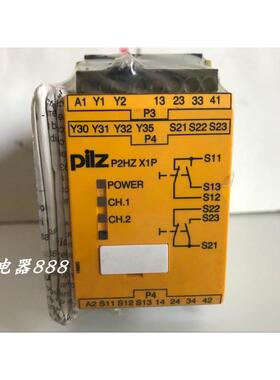 A1 Y1 Y2 13 23 33 41
P3
Y30 Y31 Y32 Y35 S21 S22 S23
P4
pilz P2HZ X1P
POWER
CH.1
CH.2
S11
S13
S12
S22
S23
S21
电器888
P4
A2 S11 S12 S13 14 24 34 42